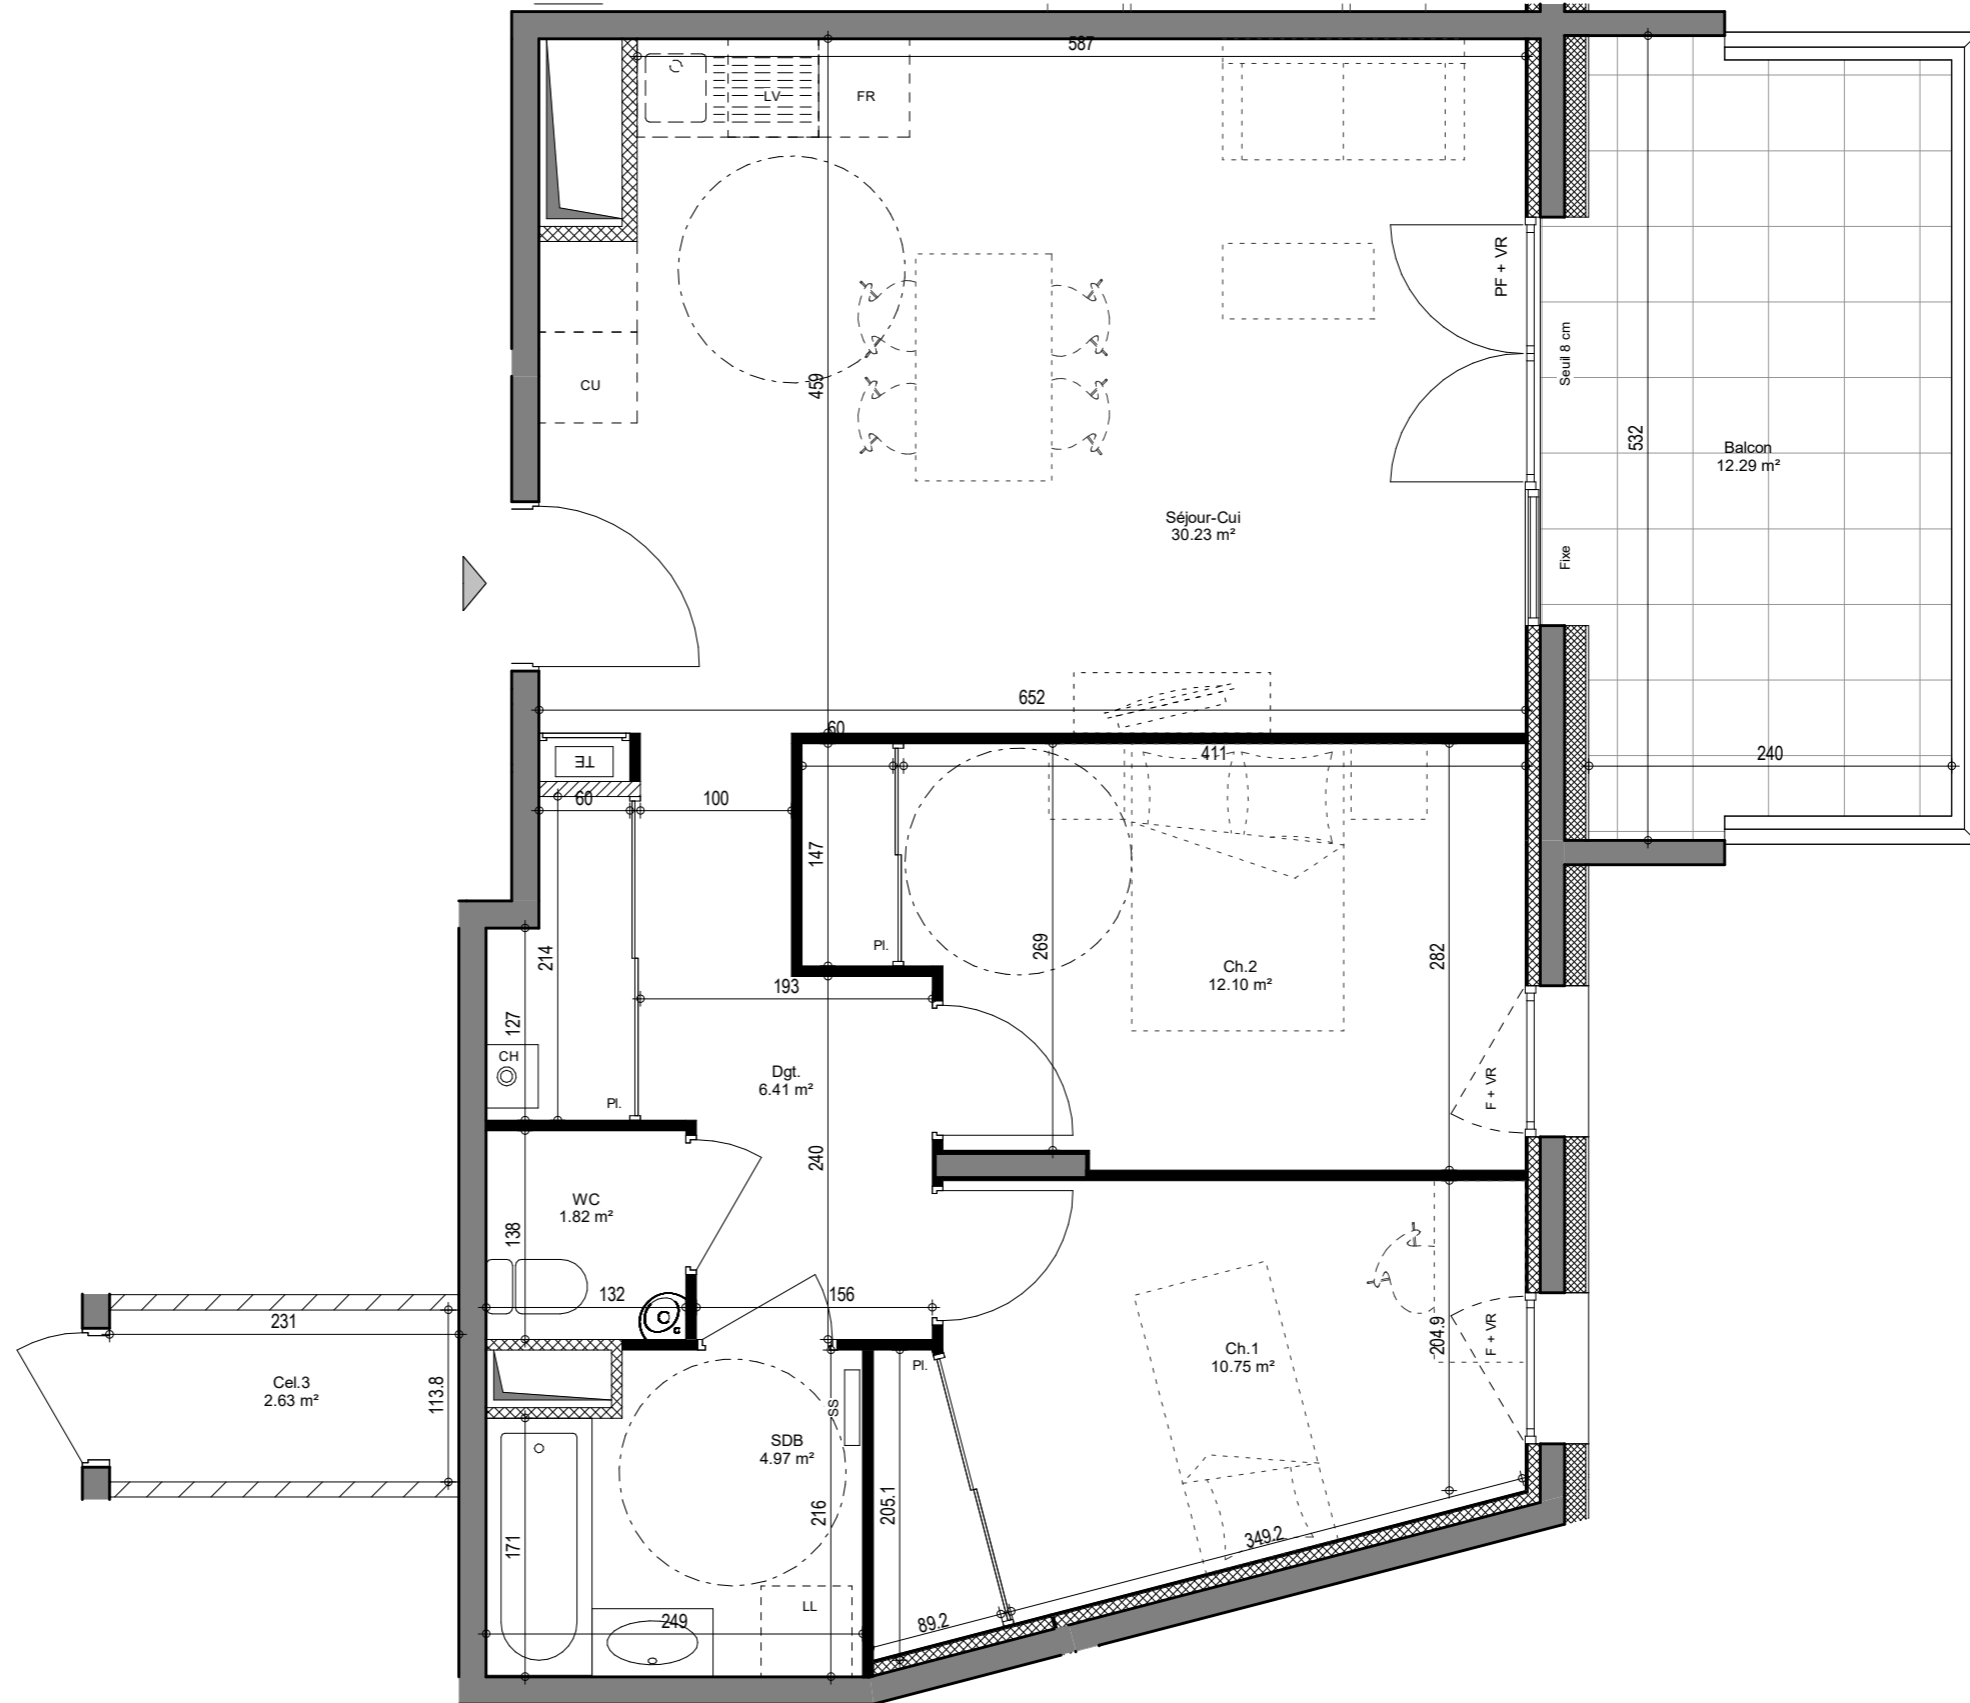 587
LV
FR
PF + VR
Seuil 8 cm
CU
459
532
Balcon
12.29 m²
Séjour-Cui
30.23 m²
Fixe
652
60
TE
411
240
60
100
147
Pl.
214
269
282
Ch.2
12.10 m²
193
127
CH
Dgt.
6.41 m²
F + VR
Pl.
240
WC
1.82 m²
138
132
156
231
204.9
F + VR
Ch.1
10.75 m²
Pl.
Cel.3
2.63 m²
113.8
SS
SDB
4.97 m²
205.1
216
171
349.2
LL
249
89.2